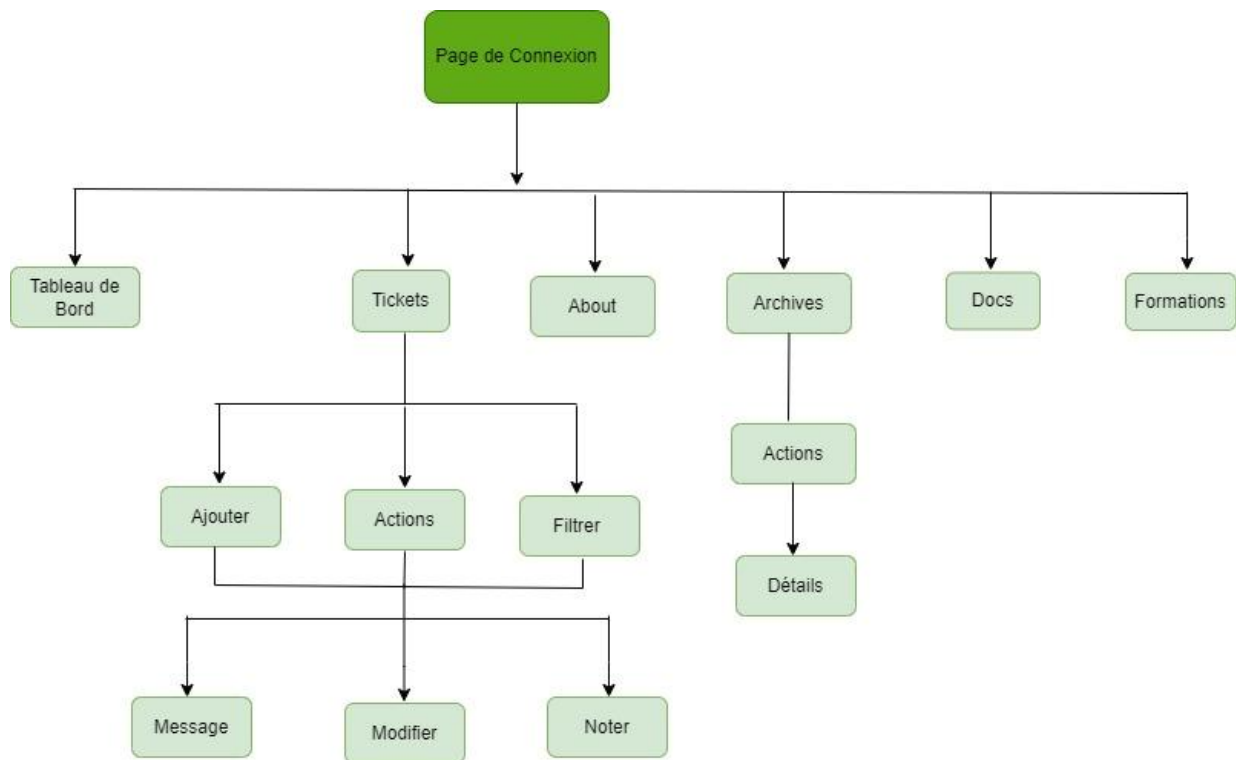 Page de Connexion
Tableau de
Bord
Tickets
About
Archives
Docs
Formations
Actions
Ajouter
Actions
Filtrer
Détails
Message
Modifier
Noter